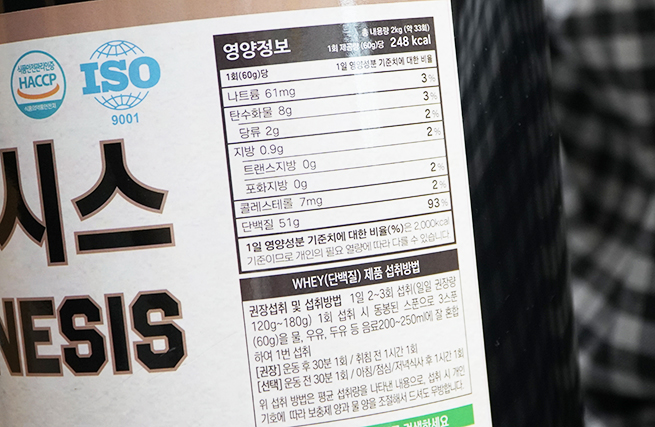 식품안전관리인증
HACCP
식품의약품안전처
ISO
9001
시스
NESIS
영양정보
총 내용량 2kg (약 33회)
1회 제공량 (60g)당 248 kcal
1회(60g)당 1일 영양성분 기준치에 대한 비율
나트륨 61mg 3%
탄수화물 8g 3%
당류 2g 2%
지방 0.9g 2%
트랜스지방 0g
포화지방 0g 2%
콜레스테롤 7mg 2%
단백질 51g 93%
1일 영양성분 기준치에 대한 비율(%)은 2,000kcal
기준이므로 개인의 필요 열량에 따라 다를 수 있습니다
WHEY(단백질) 제품 섭취방법
권장섭취 및 섭취방법 1일 2~3회 섭취(일일 권장량
120g~180g) 1회 섭취 시 동봉된 스푼으로 3스푼
(60g)을 물, 우유, 두유 등 음료200~250ml에 잘 혼합
하여 1번 섭취
[권장] 운동 후 30분 1회 / 취침 전 1시간 1회
[선택] 운동 전 30분 1회 / 아침/점심/저녁식사 후 1시간 1회
위 섭취 방법은 평균 섭취량을 나타낸 내용으로, 섭취 시 개인
기호에 따라 보충제 양과 물 양을 조절해서 드셔도 무방합니다.
검색하세요